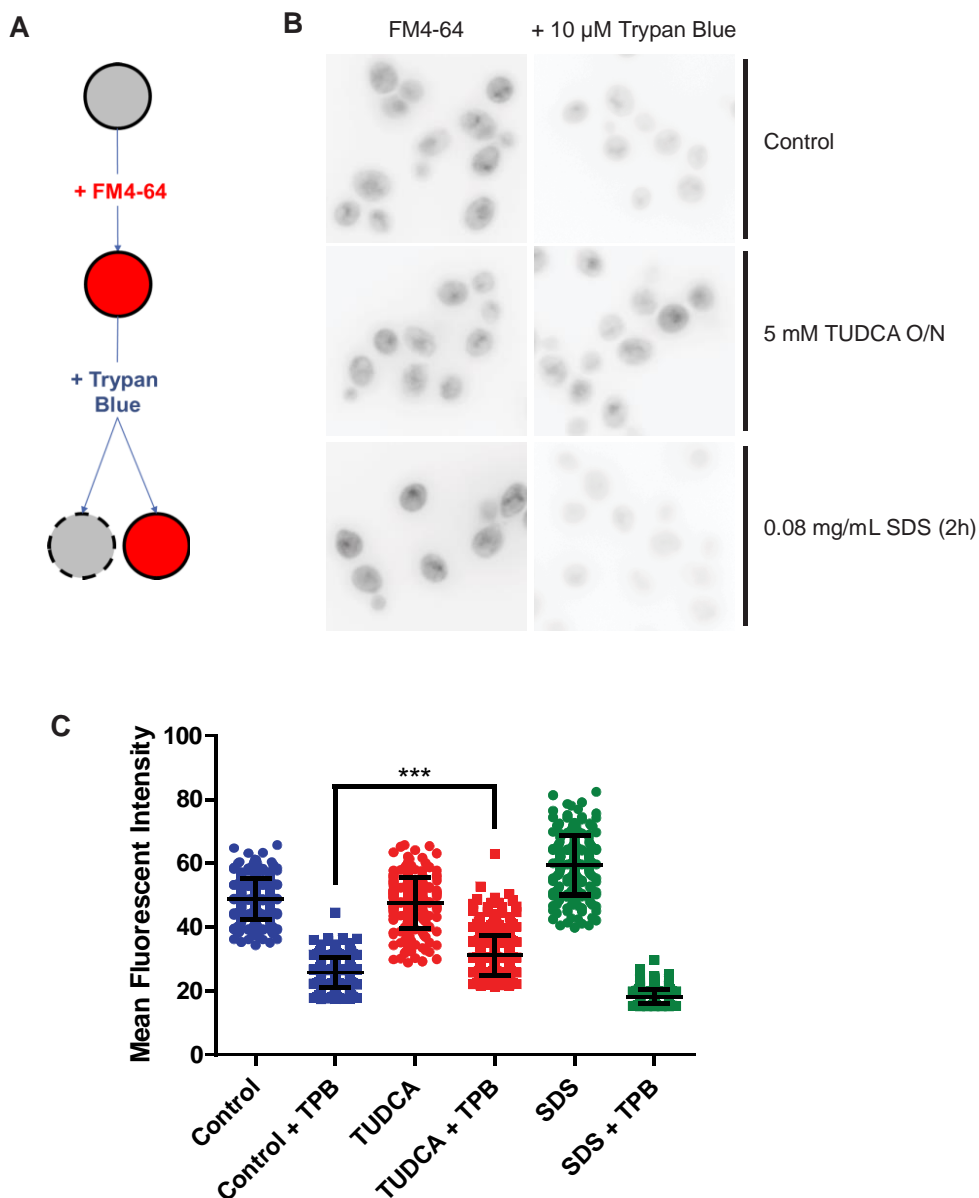 A
+ FM4-64
+ Trypan
Blue
B
FM4-64
+ 10 µM Trypan Blue
Control
5 mM TUDCA O/N
0.08 mg/mL SDS (2h)
C
Mean Fluorescent Intensity
100
80
60
40
20
0
***
Control
Control + TPB
TUDCA
TUDCA + TPB
SDS
SDS + TPB